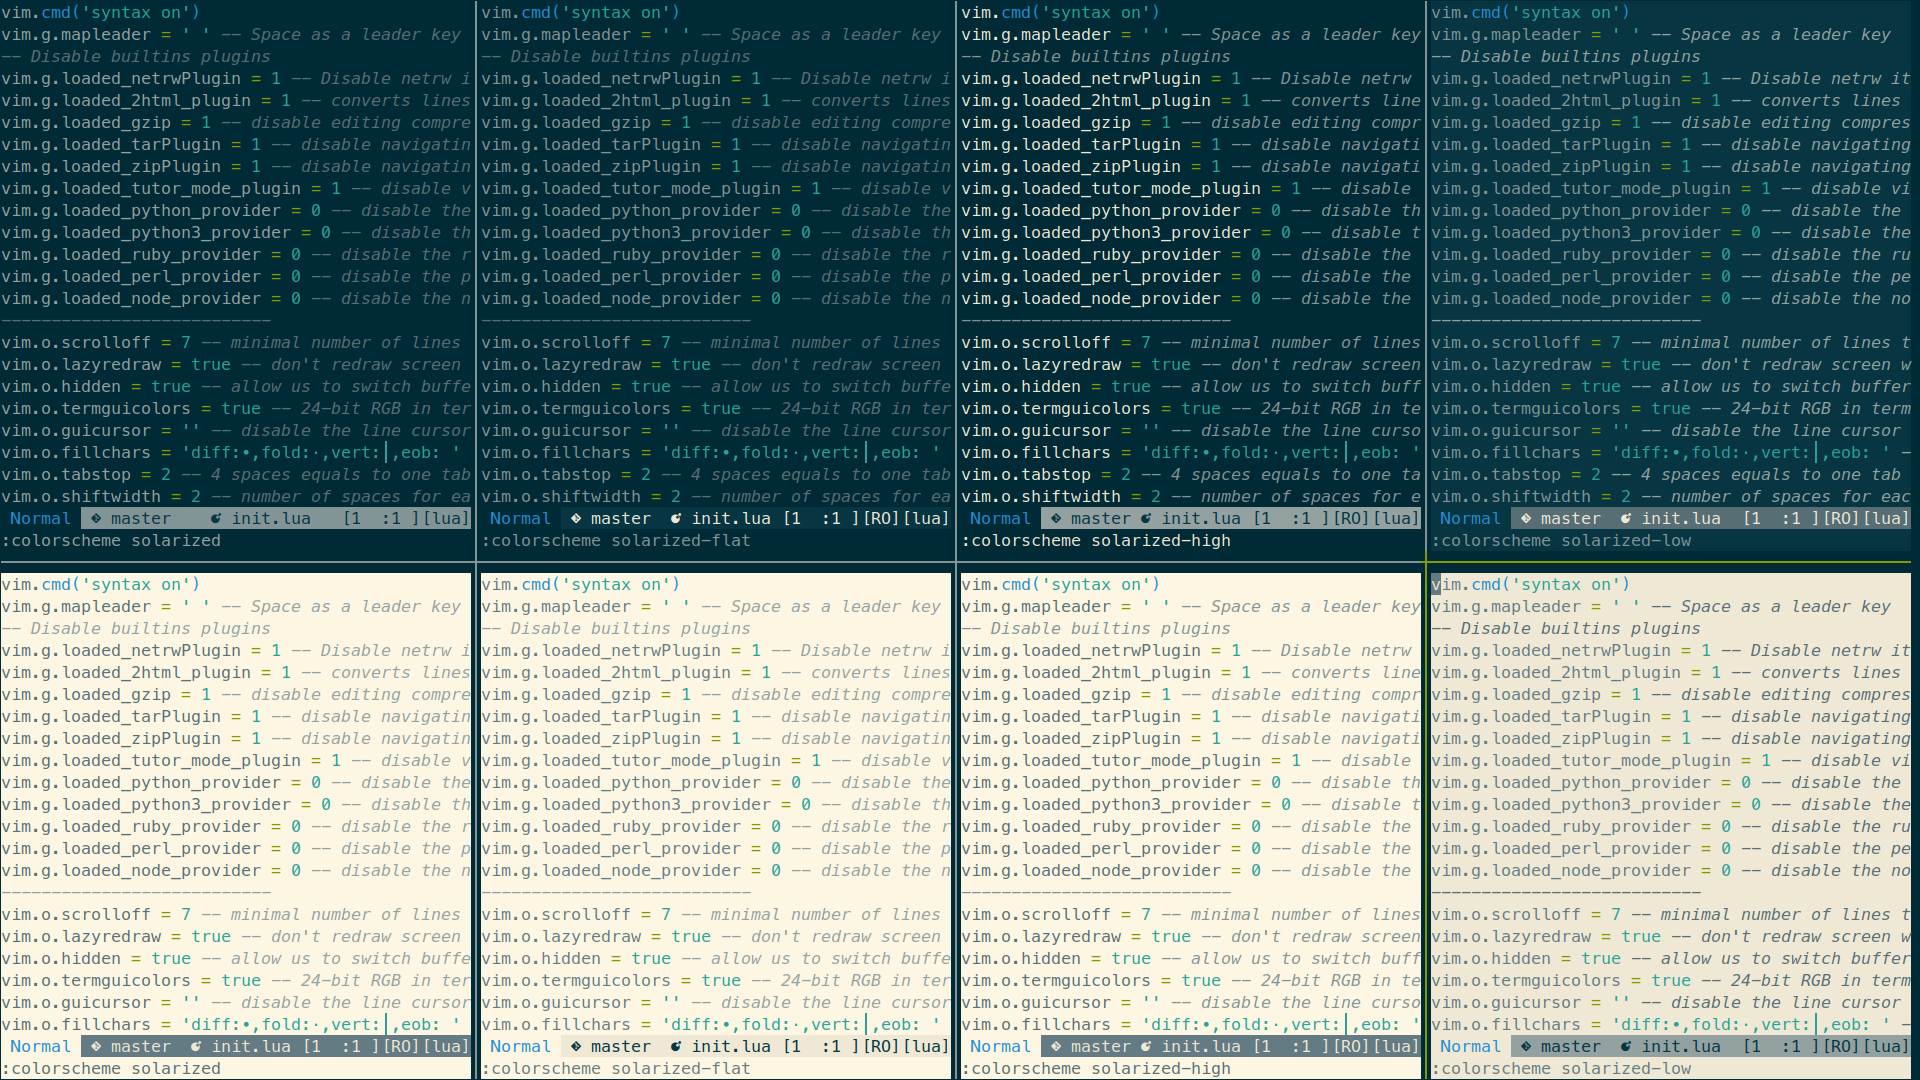 vim.cmd('syntax on')
vim.g.mapleader = ' ' -- Space as a leader key
-- Disable builtins plugins
vim.g.loaded_netrwPlugin = 1 -- Disable netrw i
vim.g.loaded_2html_plugin = 1 -- converts lines
vim.g.loaded_gzip = 1 -- disable editing compre
vim.g.loaded_tarPlugin = 1 -- disable navigatin
vim.g.loaded_zipPlugin = 1 -- disable navigatin
vim.g.loaded_tutor_mode_plugin = 1 -- disable v
vim.g.loaded_python_provider = 0 -- disable the
vim.g.loaded_python3_provider = 0 -- disable th
vim.g.loaded_ruby_provider = 0 -- disable the r
vim.g.loaded_perl_provider = 0 -- disable the p
vim.g.loaded_node_provider = 0 -- disable the n
---------------------------
vim.o.scrolloff = 7 -- minimal number of lines
vim.o.lazyredraw = true -- don't redraw screen
vim.o.hidden = true -- allow us to switch buffe
vim.o.termguicolors = true -- 24-bit RGB in ter
vim.o.guicursor = '' -- disable the line cursor
vim.o.fillchars = 'diff:•,fold:·,vert:│,eob: '
vim.o.tabstop = 2 -- 4 spaces equals to one tab
vim.o.shiftwidth = 2 -- number of spaces for ea
Normal master init.lua [1 :1 ][lua]
:colorscheme solarized
vim.cmd('syntax on')
vim.g.mapleader = ' ' -- Space as a leader key
-- Disable builtins plugins
vim.g.loaded_netrwPlugin = 1 -- Disable netrw i
vim.g.loaded_2html_plugin = 1 -- converts lines
vim.g.loaded_gzip = 1 -- disable editing compre
vim.g.loaded_tarPlugin = 1 -- disable navigatin
vim.g.loaded_zipPlugin = 1 -- disable navigatin
vim.g.loaded_tutor_mode_plugin = 1 -- disable v
vim.g.loaded_python_provider = 0 -- disable the
vim.g.loaded_python3_provider = 0 -- disable th
vim.g.loaded_ruby_provider = 0 -- disable the r
vim.g.loaded_perl_provider = 0 -- disable the p
vim.g.loaded_node_provider = 0 -- disable the n
---------------------------
vim.o.scrolloff = 7 -- minimal number of lines
vim.o.lazyredraw = true -- don't redraw screen
vim.o.hidden = true -- allow us to switch buffe
vim.o.termguicolors = true -- 24-bit RGB in ter
vim.o.guicursor = '' -- disable the line cursor
vim.o.fillchars = 'diff:•,fold:·,vert:│,eob: '
vim.o.tabstop = 2 -- 4 spaces equals to one tab
vim.o.shiftwidth = 2 -- number of spaces for ea
Normal master init.lua [1 :1 ][RO][lua]
:colorscheme solarized-flat
vim.cmd('syntax on')
vim.g.mapleader = ' ' -- Space as a leader key
-- Disable builtins plugins
vim.g.loaded_netrwPlugin = 1 -- Disable netrw
vim.g.loaded_2html_plugin = 1 -- converts line
vim.g.loaded_gzip = 1 -- disable editing compr
vim.g.loaded_tarPlugin = 1 -- disable navigati
vim.g.loaded_zipPlugin = 1 -- disable navigati
vim.g.loaded_tutor_mode_plugin = 1 -- disable
vim.g.loaded_python_provider = 0 -- disable th
vim.g.loaded_python3_provider = 0 -- disable t
vim.g.loaded_ruby_provider = 0 -- disable the
vim.g.loaded_perl_provider = 0 -- disable the
vim.g.loaded_node_provider = 0 -- disable the
---------------------------
vim.o.scrolloff = 7 -- minimal number of lines
vim.o.lazyredraw = true -- don't redraw screen
vim.o.hidden = true -- allow us to switch buff
vim.o.termguicolors = true -- 24-bit RGB in te
vim.o.guicursor = '' -- disable the line curso
vim.o.fillchars = 'diff:•,fold:·,vert:│,eob: '
vim.o.tabstop = 2 -- 4 spaces equals to one ta
vim.o.shiftwidth = 2 -- number of spaces for e
Normal master init.lua [1 :1 ][RO][lua]
:colorscheme solarized-high
vim.cmd('syntax on')
vim.g.mapleader = ' ' -- Space as a leader key
-- Disable builtins plugins
vim.g.loaded_netrwPlugin = 1 -- Disable netrw it
vim.g.loaded_2html_plugin = 1 -- converts lines
vim.g.loaded_gzip = 1 -- disable editing compres
vim.g.loaded_tarPlugin = 1 -- disable navigating
vim.g.loaded_zipPlugin = 1 -- disable navigating
vim.g.loaded_tutor_mode_plugin = 1 -- disable vi
vim.g.loaded_python_provider = 0 -- disable the
vim.g.loaded_python3_provider = 0 -- disable the
vim.g.loaded_ruby_provider = 0 -- disable the ru
vim.g.loaded_perl_provider = 0 -- disable the pe
vim.g.loaded_node_provider = 0 -- disable the no
---------------------------
vim.o.scrolloff = 7 -- minimal number of lines t
vim.o.lazyredraw = true -- don't redraw screen w
vim.o.hidden = true -- allow us to switch buffer
vim.o.termguicolors = true -- 24-bit RGB in term
vim.o.guicursor = '' -- disable the line cursor
vim.o.fillchars = 'diff:•,fold:·,vert:│,eob: ' -
vim.o.tabstop = 2 -- 4 spaces equals to one tab
vim.o.shiftwidth = 2 -- number of spaces for eac
Normal master init.lua [1 :1 ][RO][lua]
:colorscheme solarized-low
vim.cmd('syntax on')
vim.g.mapleader = ' ' -- Space as a leader key
-- Disable builtins plugins
vim.g.loaded_netrwPlugin = 1 -- Disable netrw i
vim.g.loaded_2html_plugin = 1 -- converts lines
vim.g.loaded_gzip = 1 -- disable editing compre
vim.g.loaded_tarPlugin = 1 -- disable navigatin
vim.g.loaded_zipPlugin = 1 -- disable navigatin
vim.g.loaded_tutor_mode_plugin = 1 -- disable v
vim.g.loaded_python_provider = 0 -- disable the
vim.g.loaded_python3_provider = 0 -- disable th
vim.g.loaded_ruby_provider = 0 -- disable the r
vim.g.loaded_perl_provider = 0 -- disable the p
vim.g.loaded_node_provider = 0 -- disable the n
---------------------------
vim.o.scrolloff = 7 -- minimal number of lines
vim.o.lazyredraw = true -- don't redraw screen
vim.o.hidden = true -- allow us to switch buffe
vim.o.termguicolors = true -- 24-bit RGB in ter
vim.o.guicursor = '' -- disable the line cursor
vim.o.fillchars = 'diff:•,fold:·,vert:│,eob: '
Normal master init.lua [1 :1 ][RO][lua]
:colorscheme solarized
vim.cmd('syntax on')
vim.g.mapleader = ' ' -- Space as a leader key
-- Disable builtins plugins
vim.g.loaded_netrwPlugin = 1 -- Disable netrw i
vim.g.loaded_2html_plugin = 1 -- converts lines
vim.g.loaded_gzip = 1 -- disable editing compre
vim.g.loaded_tarPlugin = 1 -- disable navigatin
vim.g.loaded_zipPlugin = 1 -- disable navigatin
vim.g.loaded_tutor_mode_plugin = 1 -- disable v
vim.g.loaded_python_provider = 0 -- disable the
vim.g.loaded_python3_provider = 0 -- disable th
vim.g.loaded_ruby_provider = 0 -- disable the r
vim.g.loaded_perl_provider = 0 -- disable the p
vim.g.loaded_node_provider = 0 -- disable the n
---------------------------
vim.o.scrolloff = 7 -- minimal number of lines
vim.o.lazyredraw = true -- don't redraw screen
vim.o.hidden = true -- allow us to switch buffe
vim.o.termguicolors = true -- 24-bit RGB in ter
vim.o.guicursor = '' -- disable the line cursor
vim.o.fillchars = 'diff:•,fold:·,vert:│,eob: '
Normal master init.lua [1 :1 ][RO][lua]
:colorscheme solarized-flat
vim.cmd('syntax on')
vim.g.mapleader = ' ' -- Space as a leader key
-- Disable builtins plugins
vim.g.loaded_netrwPlugin = 1 -- Disable netrw
vim.g.loaded_2html_plugin = 1 -- converts line
vim.g.loaded_gzip = 1 -- disable editing compr
vim.g.loaded_tarPlugin = 1 -- disable navigati
vim.g.loaded_zipPlugin = 1 -- disable navigati
vim.g.loaded_tutor_mode_plugin = 1 -- disable
vim.g.loaded_python_provider = 0 -- disable th
vim.g.loaded_python3_provider = 0 -- disable t
vim.g.loaded_ruby_provider = 0 -- disable the
vim.g.loaded_perl_provider = 0 -- disable the
vim.g.loaded_node_provider = 0 -- disable the
---------------------------
vim.o.scrolloff = 7 -- minimal number of lines
vim.o.lazyredraw = true -- don't redraw screen
vim.o.hidden = true -- allow us to switch buff
vim.o.termguicolors = true -- 24-bit RGB in te
vim.o.guicursor = '' -- disable the line curso
vim.o.fillchars = 'diff:•,fold:·,vert:│,eob: '
Normal master init.lua [1 :1 ][RO][lua]
:colorscheme solarized-high
vim.cmd('syntax on')
vim.g.mapleader = ' ' -- Space as a leader key
-- Disable builtins plugins
vim.g.loaded_netrwPlugin = 1 -- Disable netrw it
vim.g.loaded_2html_plugin = 1 -- converts lines
vim.g.loaded_gzip = 1 -- disable editing compres
vim.g.loaded_tarPlugin = 1 -- disable navigating
vim.g.loaded_zipPlugin = 1 -- disable navigating
vim.g.loaded_tutor_mode_plugin = 1 -- disable vi
vim.g.loaded_python_provider = 0 -- disable the
vim.g.loaded_python3_provider = 0 -- disable the
vim.g.loaded_ruby_provider = 0 -- disable the ru
vim.g.loaded_perl_provider = 0 -- disable the pe
vim.g.loaded_node_provider = 0 -- disable the no
---------------------------
vim.o.scrolloff = 7 -- minimal number of lines t
vim.o.lazyredraw = true -- don't redraw screen w
vim.o.hidden = true -- allow us to switch buffer
vim.o.termguicolors = true -- 24-bit RGB in term
vim.o.guicursor = '' -- disable the line cursor
vim.o.fillchars = 'diff:•,fold:·,vert:│,eob: ' -
Normal master init.lua [1 :1 ][RO][lua]
:colorscheme solarized-low